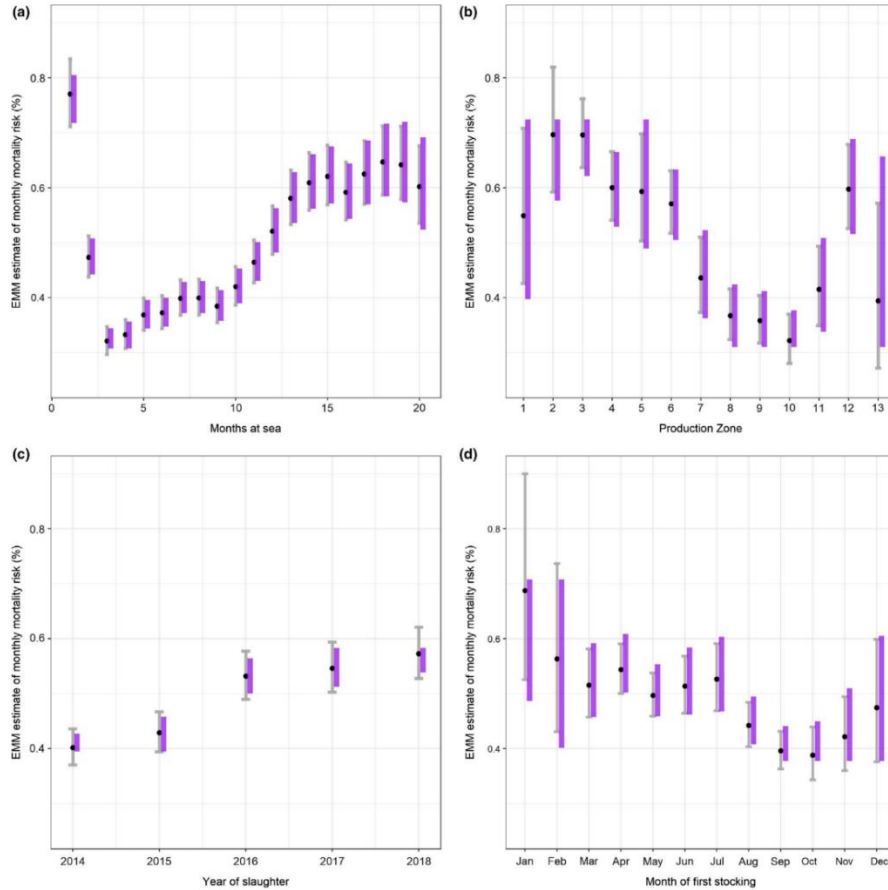 (a)
EMM estimate of monthly mortality risk (%)
0.8
0.6
0.4
0 5 10 15 20
Months at sea
(b)
EMM estimate of monthly mortality risk (%)
0.8
0.6
0.4
1 2 3 4 5 6 7 8 9 10 11 12 13
Production Zone
(c)
EMM estimate of monthly mortality risk (%)
0.8
0.6
0.4
2014 2015 2016 2017 2018
Year of slaughter
(d)
EMM estimate of monthly mortality risk (%)
0.8
0.6
0.4
Jan Feb Mar Apr May Jun Jul Aug Sep Oct Nov Dec
Month of first stocking